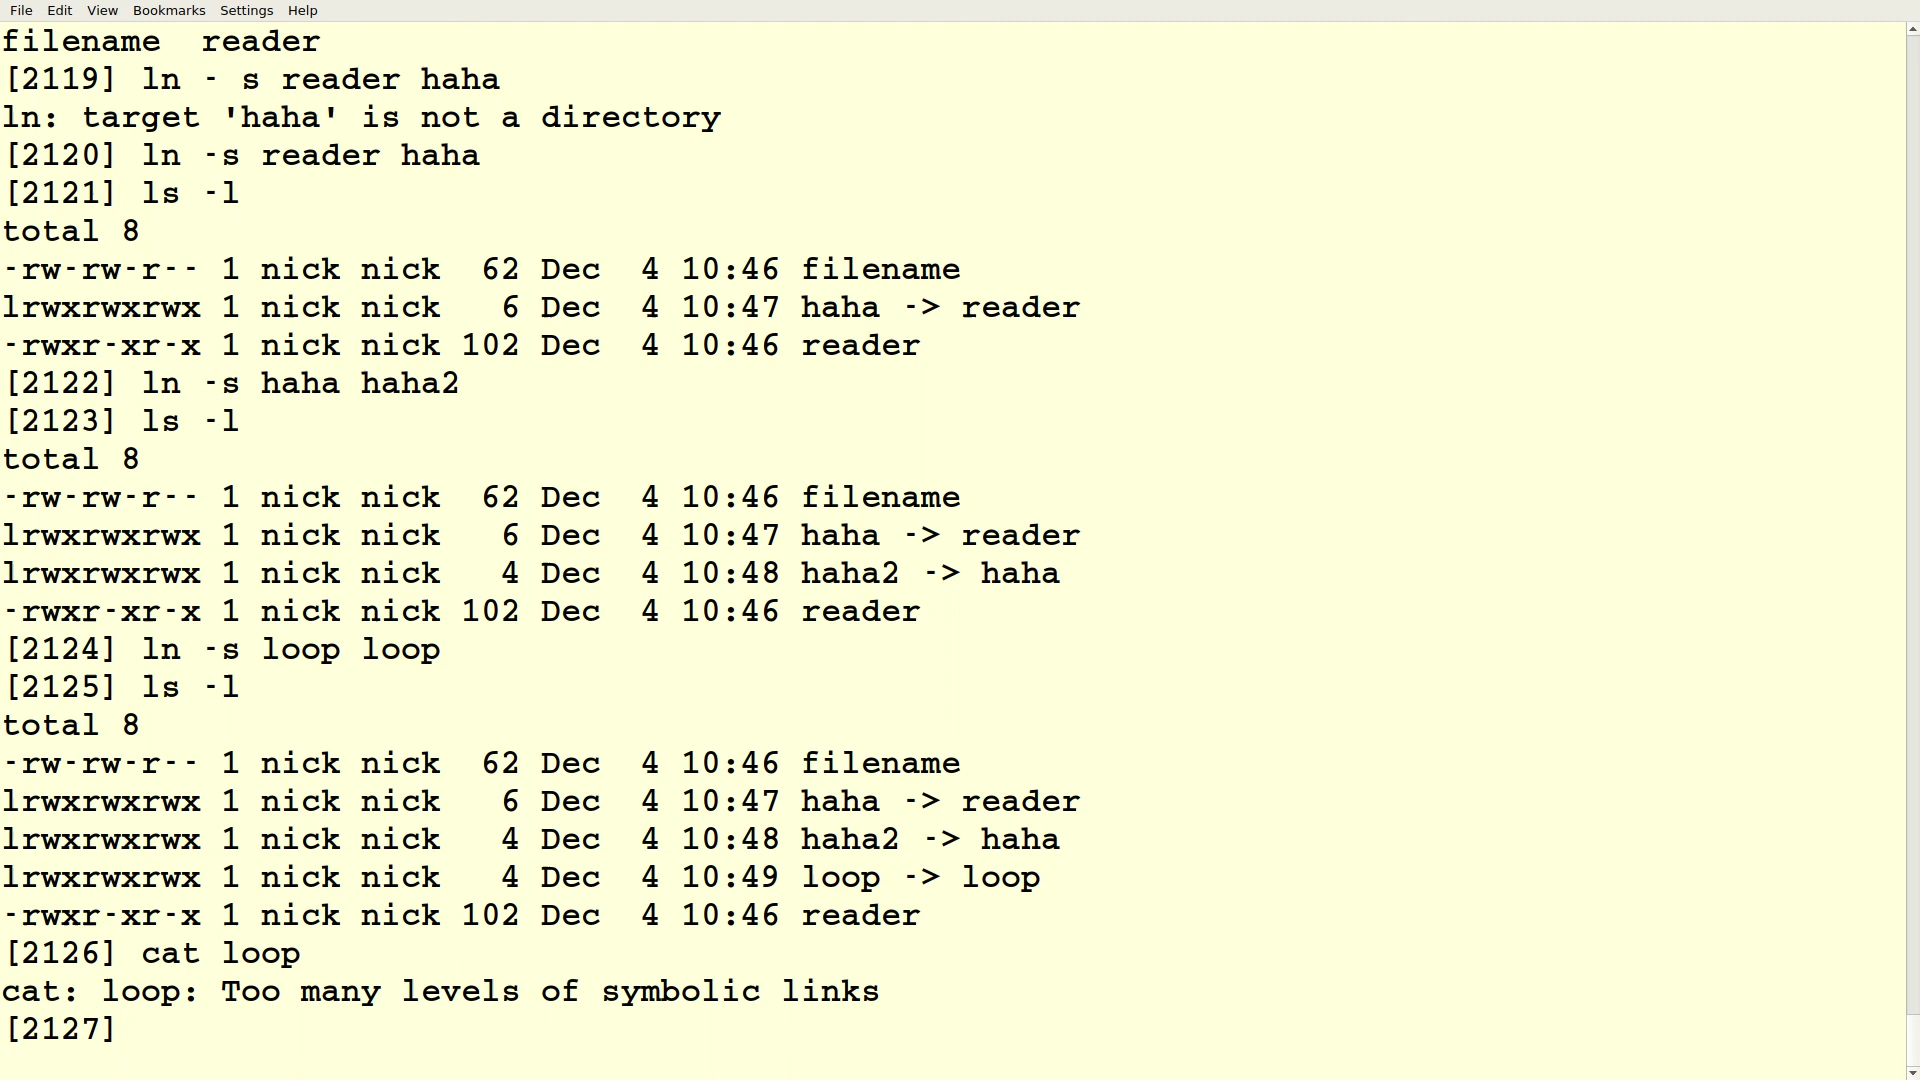 File Edit View Bookmarks Settings Help
filename  reader
[2119] ln - s reader haha
ln: target 'haha' is not a directory
[2120] ln -s reader haha
[2121] ls -l
total 8
-rw-rw-r-- 1 nick nick  62 Dec  4 10:46 filename
lrwxrwxrwx 1 nick nick   6 Dec  4 10:47 haha -> reader
-rwxr-xr-x 1 nick nick 102 Dec  4 10:46 reader
[2122] ln -s haha haha2
[2123] ls -l
total 8
-rw-rw-r-- 1 nick nick  62 Dec  4 10:46 filename
lrwxrwxrwx 1 nick nick   6 Dec  4 10:47 haha -> reader
lrwxrwxrwx 1 nick nick   4 Dec  4 10:48 haha2 -> haha
-rwxr-xr-x 1 nick nick 102 Dec  4 10:46 reader
[2124] ln -s loop loop
[2125] ls -l
total 8
-rw-rw-r-- 1 nick nick  62 Dec  4 10:46 filename
lrwxrwxrwx 1 nick nick   6 Dec  4 10:47 haha -> reader
lrwxrwxrwx 1 nick nick   4 Dec  4 10:48 haha2 -> haha
lrwxrwxrwx 1 nick nick   4 Dec  4 10:49 loop -> loop
-rwxr-xr-x 1 nick nick 102 Dec  4 10:46 reader
[2126] cat loop
cat: loop: Too many levels of symbolic links
[2127]